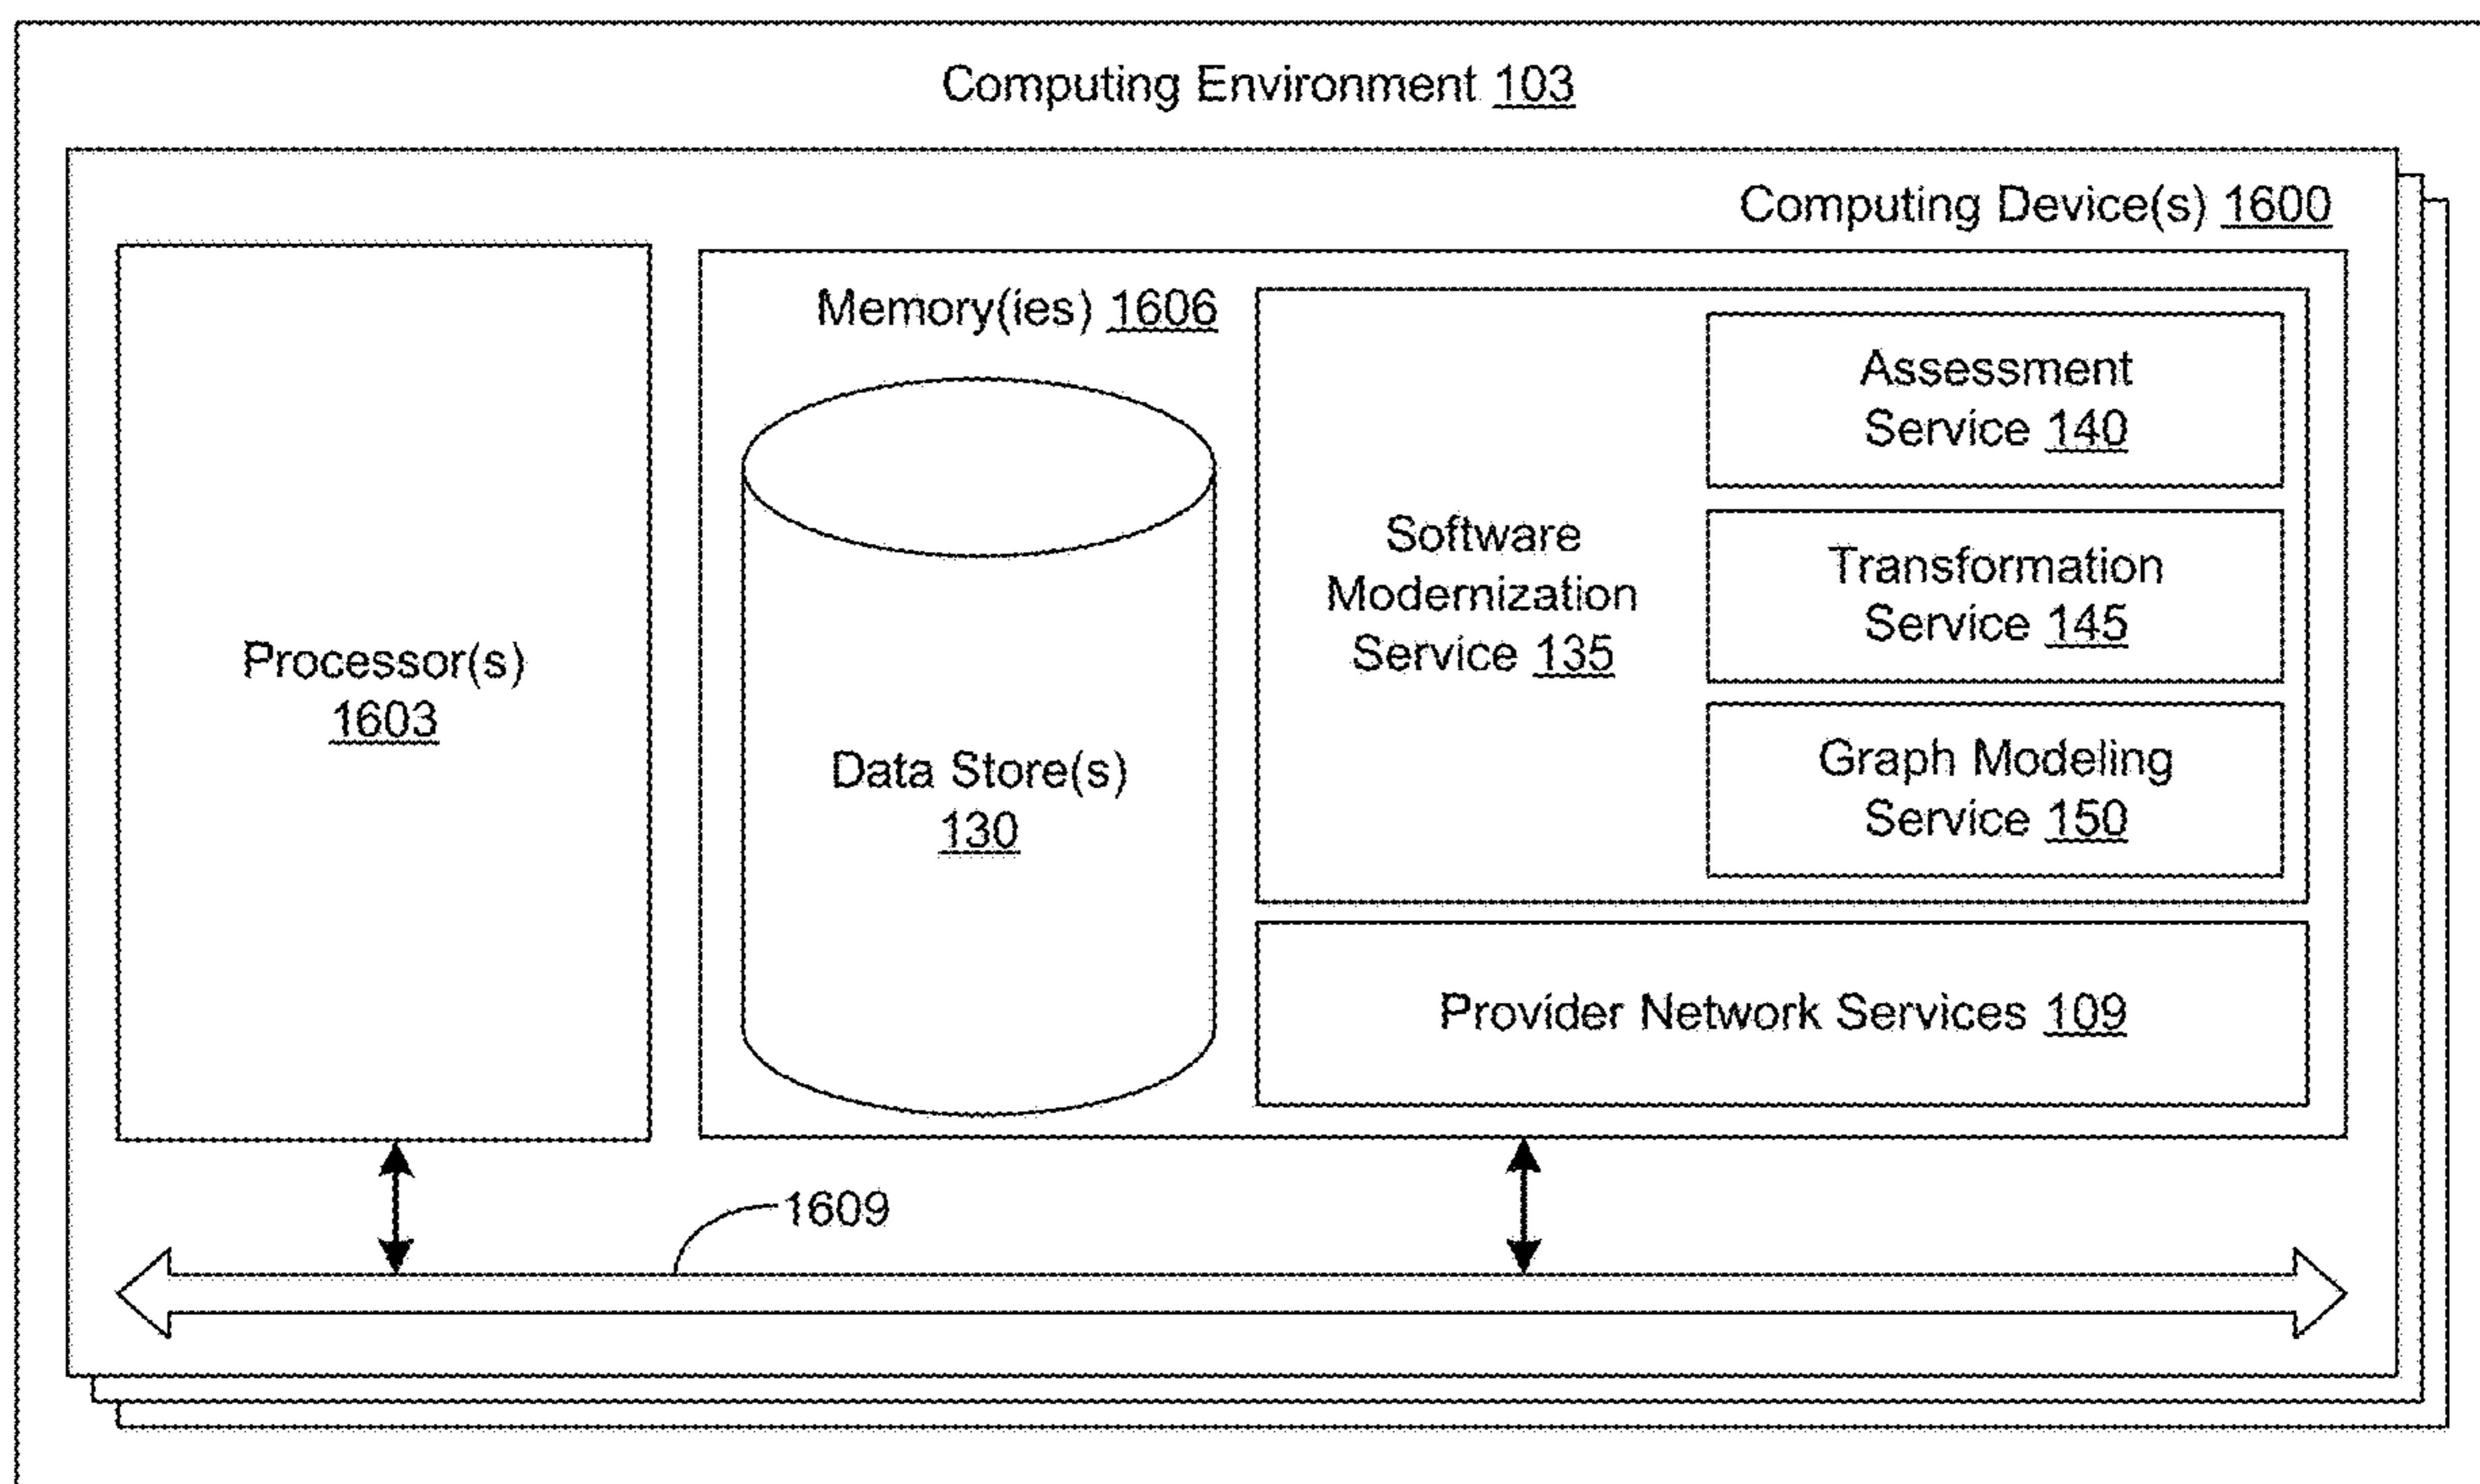 Computing Environment 103
Computing Device(s) 1600
Processor(s)
1603
Memory(ies) 1606
Data Store(s)
130
Software
Modernization
Service 135
Assessment
Service 140
Transformation
Service 145
Graph Modeling
Service 150
Provider Network Services 109
1609